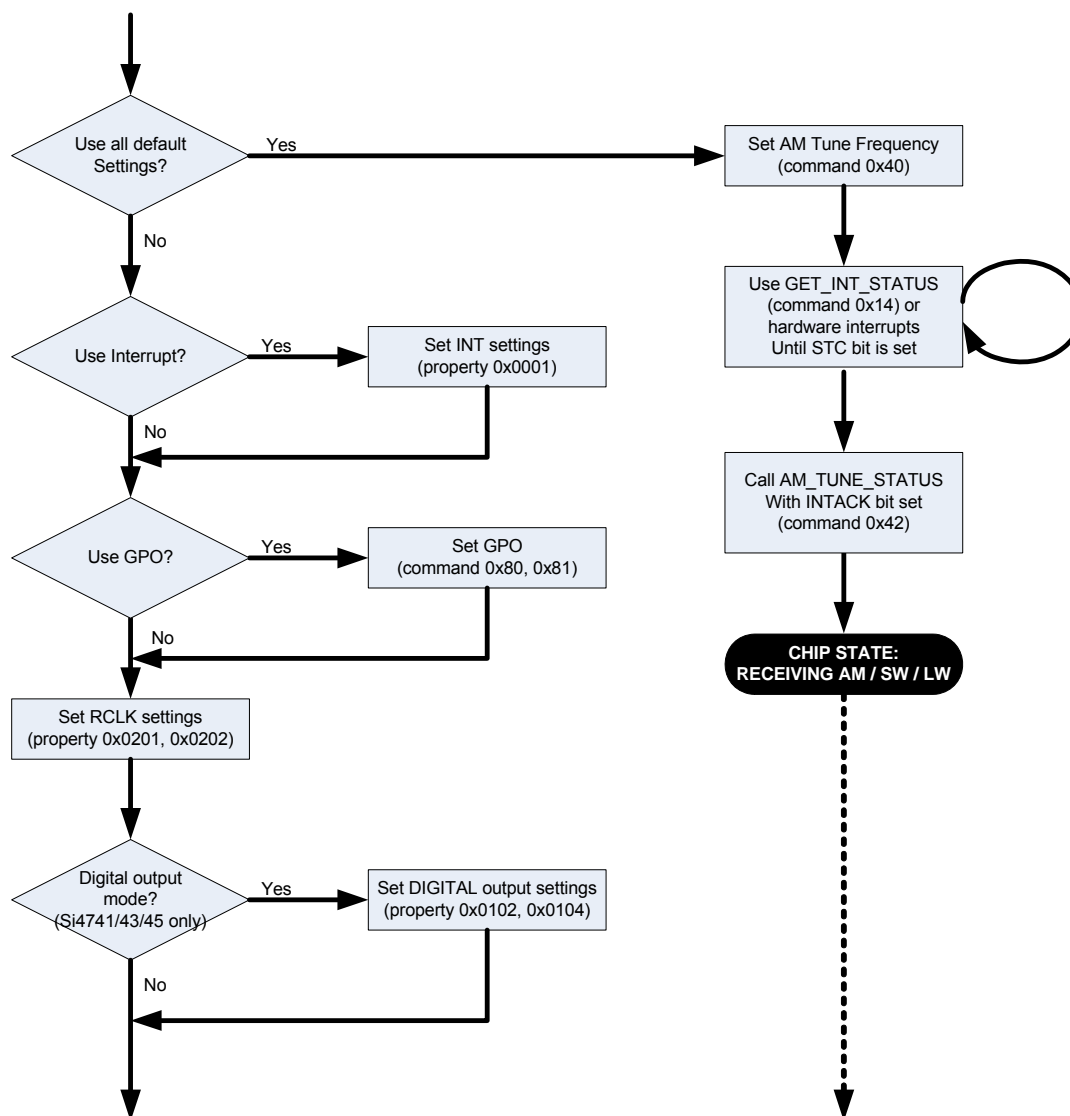 Use all default
Settings?
Yes
No
Set AM Tune Frequency
(command 0x40)
Use GET_INT_STATUS
(command 0x14) or
hardware interrupts
Until STC bit is set
Use Interrupt?
Yes
No
Set INT settings
(property 0x0001)
Call AM_TUNE_STATUS
With INTACK bit set
(command 0x42)
Use GPO?
Yes
No
Set GPO
(command 0x80, 0x81)
CHIP STATE:
RECEIVING AM / SW / LW
Set RCLK settings
(property 0x0201, 0x0202)
Digital output
mode?
(Si4741/43/45 only)
Yes
No
Set DIGITAL output settings
(property 0x0102, 0x0104)